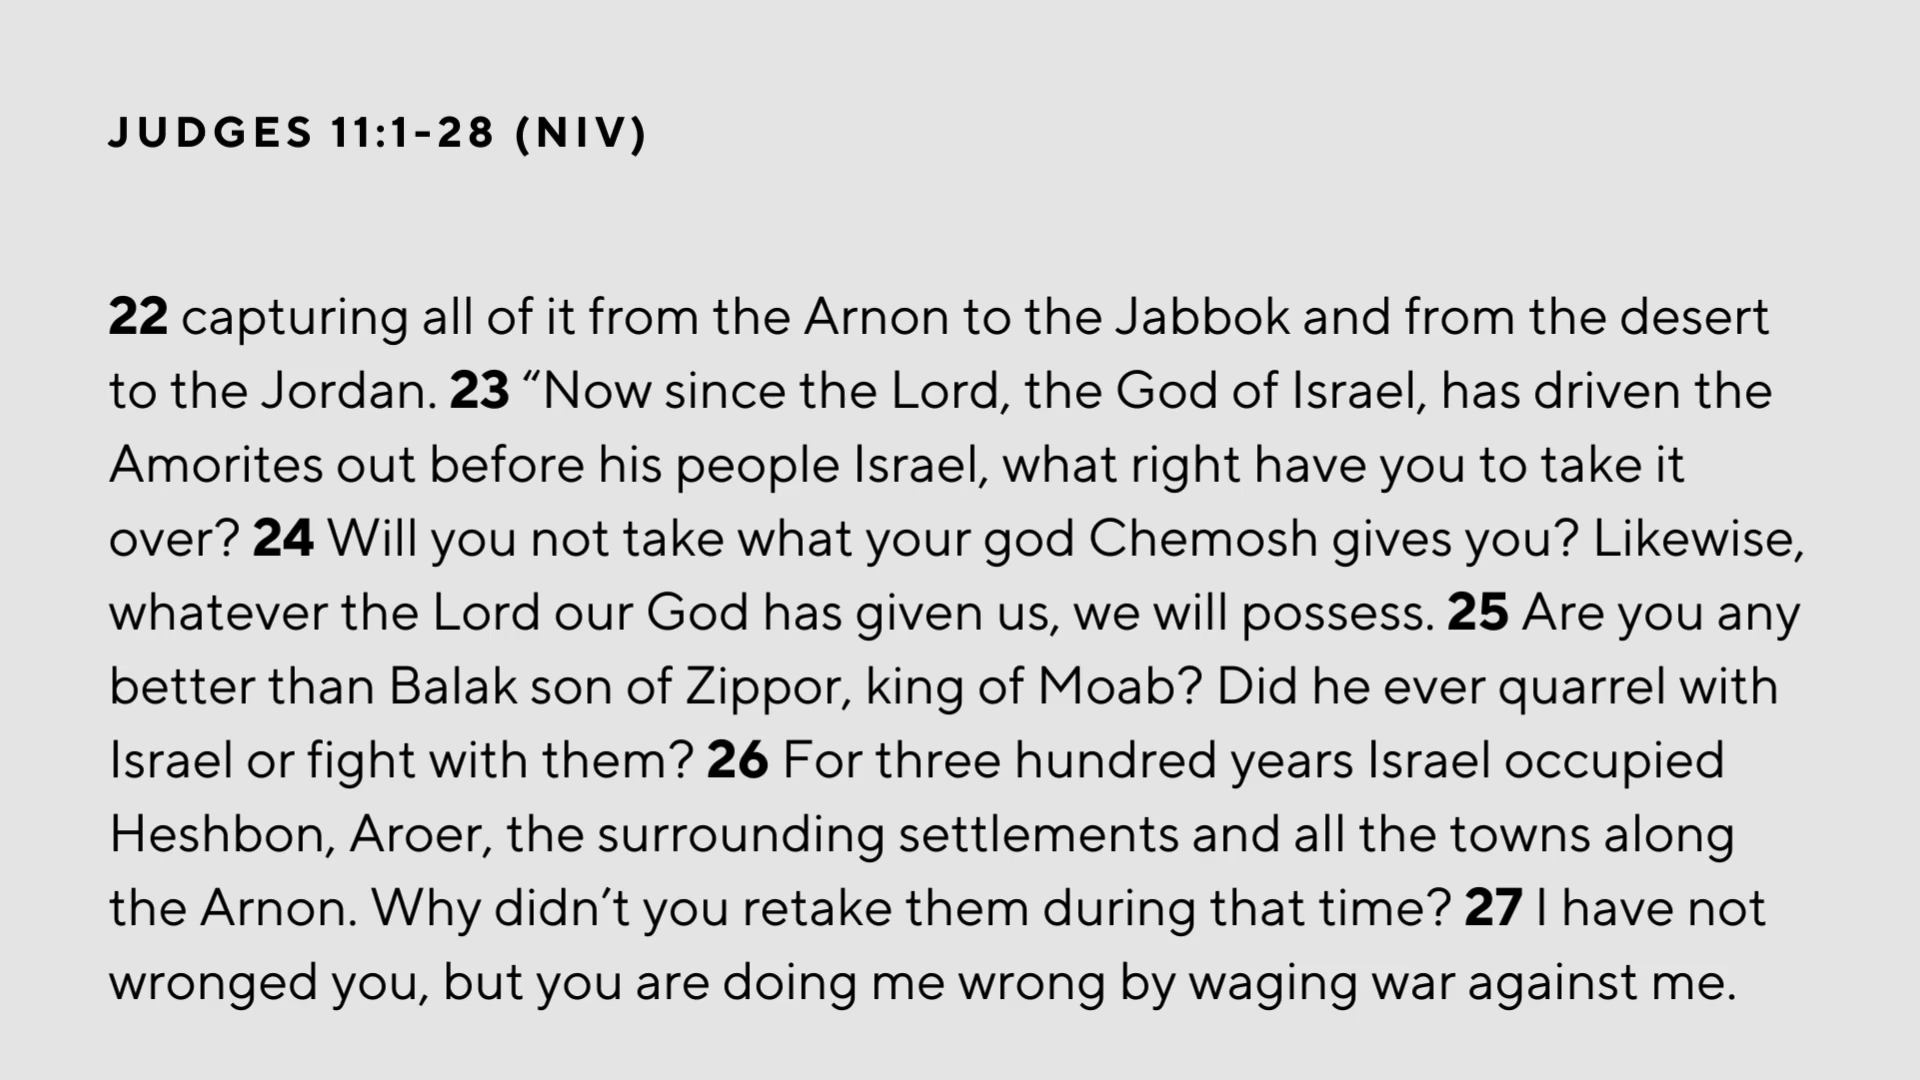 JUDGES 11:1-28 (NIV)
22 capturing all of it from the Arnon to the Jabbok and from the desert
to the Jordan. 23 “Now since the Lord, the God of Israel, has driven the
Amorites out before his people Israel, what right have you to take it
over? 24 Will you not take what your god Chemosh gives you? Likewise,
whatever the Lord our God has given us, we will possess. 25 Are you any
better than Balak son of Zippor, king of Moab? Did he ever quarrel with
Israel or fight with them? 26 For three hundred years Israel occupied
Heshbon, Aroer, the surrounding settlements and all the towns along
the Arnon. Why didn’t you retake them during that time? 27 I have not
wronged you, but you are doing me wrong by waging war against me.